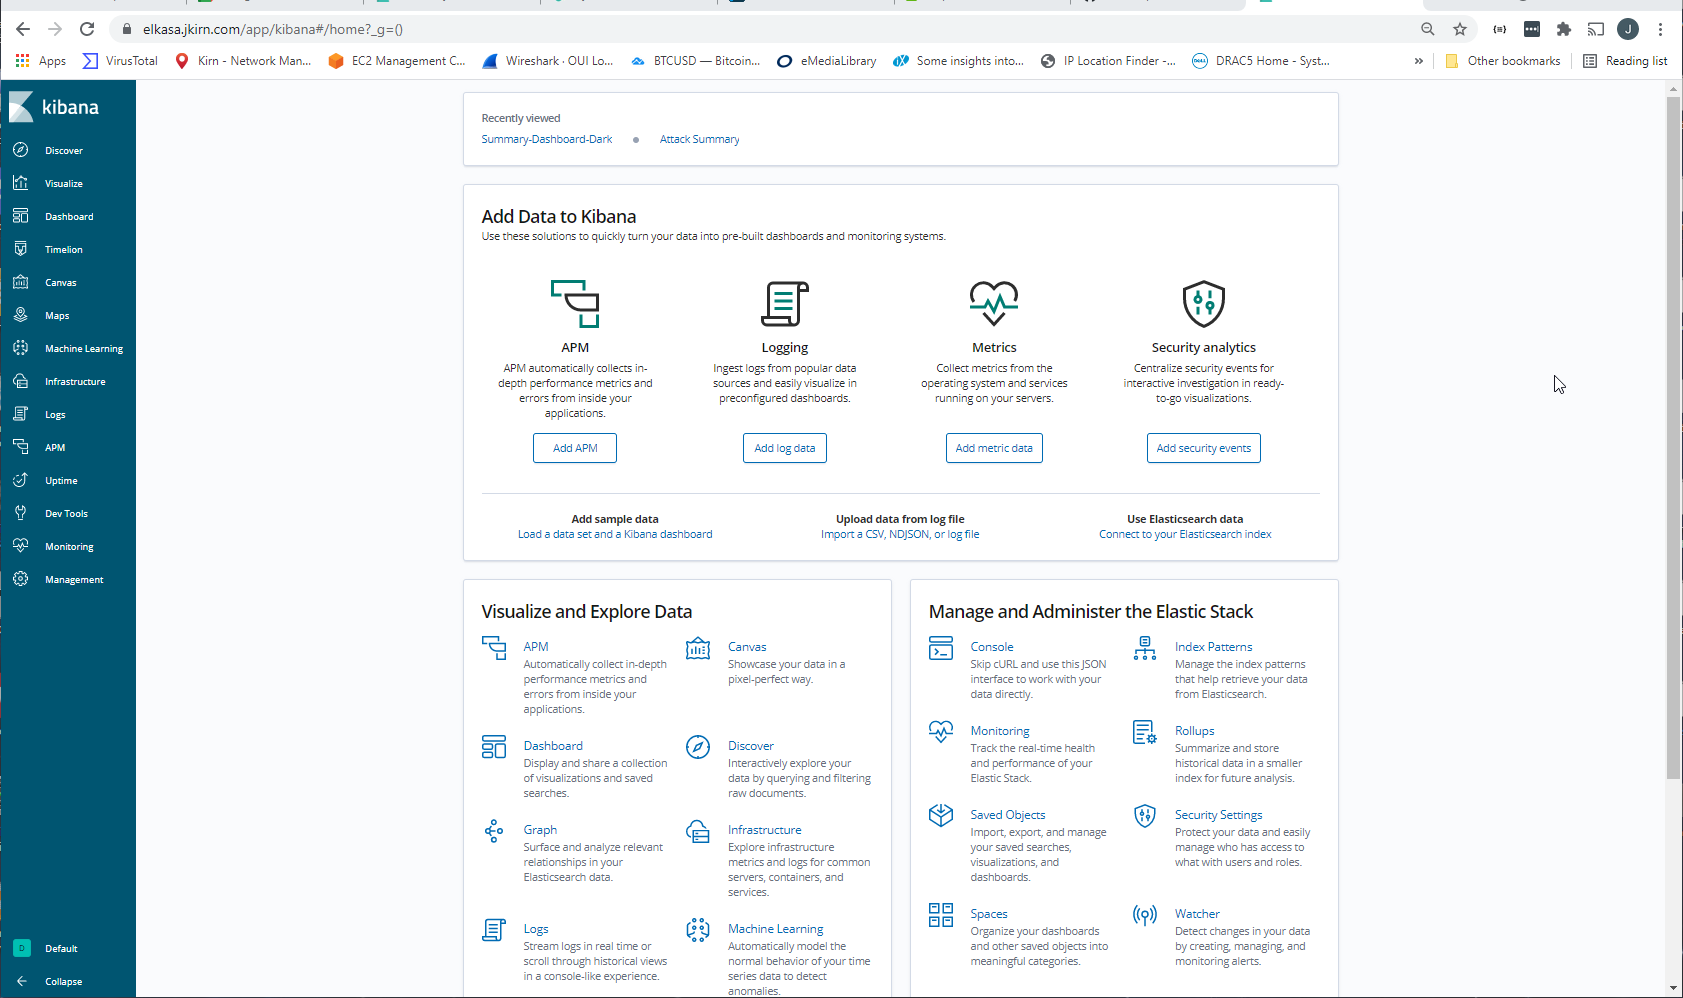 elkasa.jkirn.com/app/kibana#/home?_g=()
J
Apps
VirusTotal
Kirn - Network Man...
EC2 Management C...
Wireshark · OUI Lo...
BTCUSD — Bitcoin...
eMediaLibrary
Some insights into...
IP Location Finder -...
DRAC5 Home - Syst...
»
Other bookmarks
Reading list
kibana
Discover
Visualize
Dashboard
Timelion
Canvas
Maps
Machine Learning
Infrastructure
Logs
APM
Uptime
Dev Tools
Monitoring
Management
D
Default
Collapse
Recently viewed
Summary-Dashboard-Dark
Attack Summary
Add Data to Kibana
Use these solutions to quickly turn your data into pre-built dashboards and monitoring systems.
APM
APM automatically collects in-
depth performance metrics and
errors from inside your
applications.
Add APM
Logging
Ingest logs from popular data
sources and easily visualize in
preconfigured dashboards.
Add log data
Metrics
Collect metrics from the
operating system and services
running on your servers.
Add metric data
Security analytics
Centralize security events for
interactive investigation in ready-
to-go visualizations.
Add security events
Add sample data
Load a data set and a Kibana dashboard
Upload data from log file
Import a CSV, NDJSON, or log file
Use Elasticsearch data
Connect to your Elasticsearch index
Visualize and Explore Data
APM
Automatically collect in-depth
performance metrics and
errors from inside your
applications.
Canvas
Showcase your data in a
pixel-perfect way.
Dashboard
Display and share a collection
of visualizations and saved
searches.
Discover
Interactively explore your
data by querying and filtering
raw documents.
Graph
Surface and analyze relevant
relationships in your
Elasticsearch data.
Infrastructure
Explore infrastructure
metrics and logs for common
servers, containers, and
services.
Logs
Stream logs in real time or
scroll through historical views
in a console-like experience.
Machine Learning
Automatically model the
normal behavior of your time
series data to detect
anomalies.
Manage and Administer the Elastic Stack
Console
Skip cURL and use this JSON
interface to work with your
data directly.
Index Patterns
Manage the index patterns
that help retrieve your data
from Elasticsearch.
Monitoring
Track the real-time health
and performance of your
Elastic Stack.
Rollups
Summarize and store
historical data in a smaller
index for future analysis.
Saved Objects
Import, export, and manage
your saved searches,
visualizations, and
dashboards.
Security Settings
Protect your data and easily
manage who has access to
what with users and roles.
Spaces
Organize your dashboards
and other saved objects into
meaningful categories.
Watcher
Detect changes in your data
by creating, managing, and
monitoring alerts.